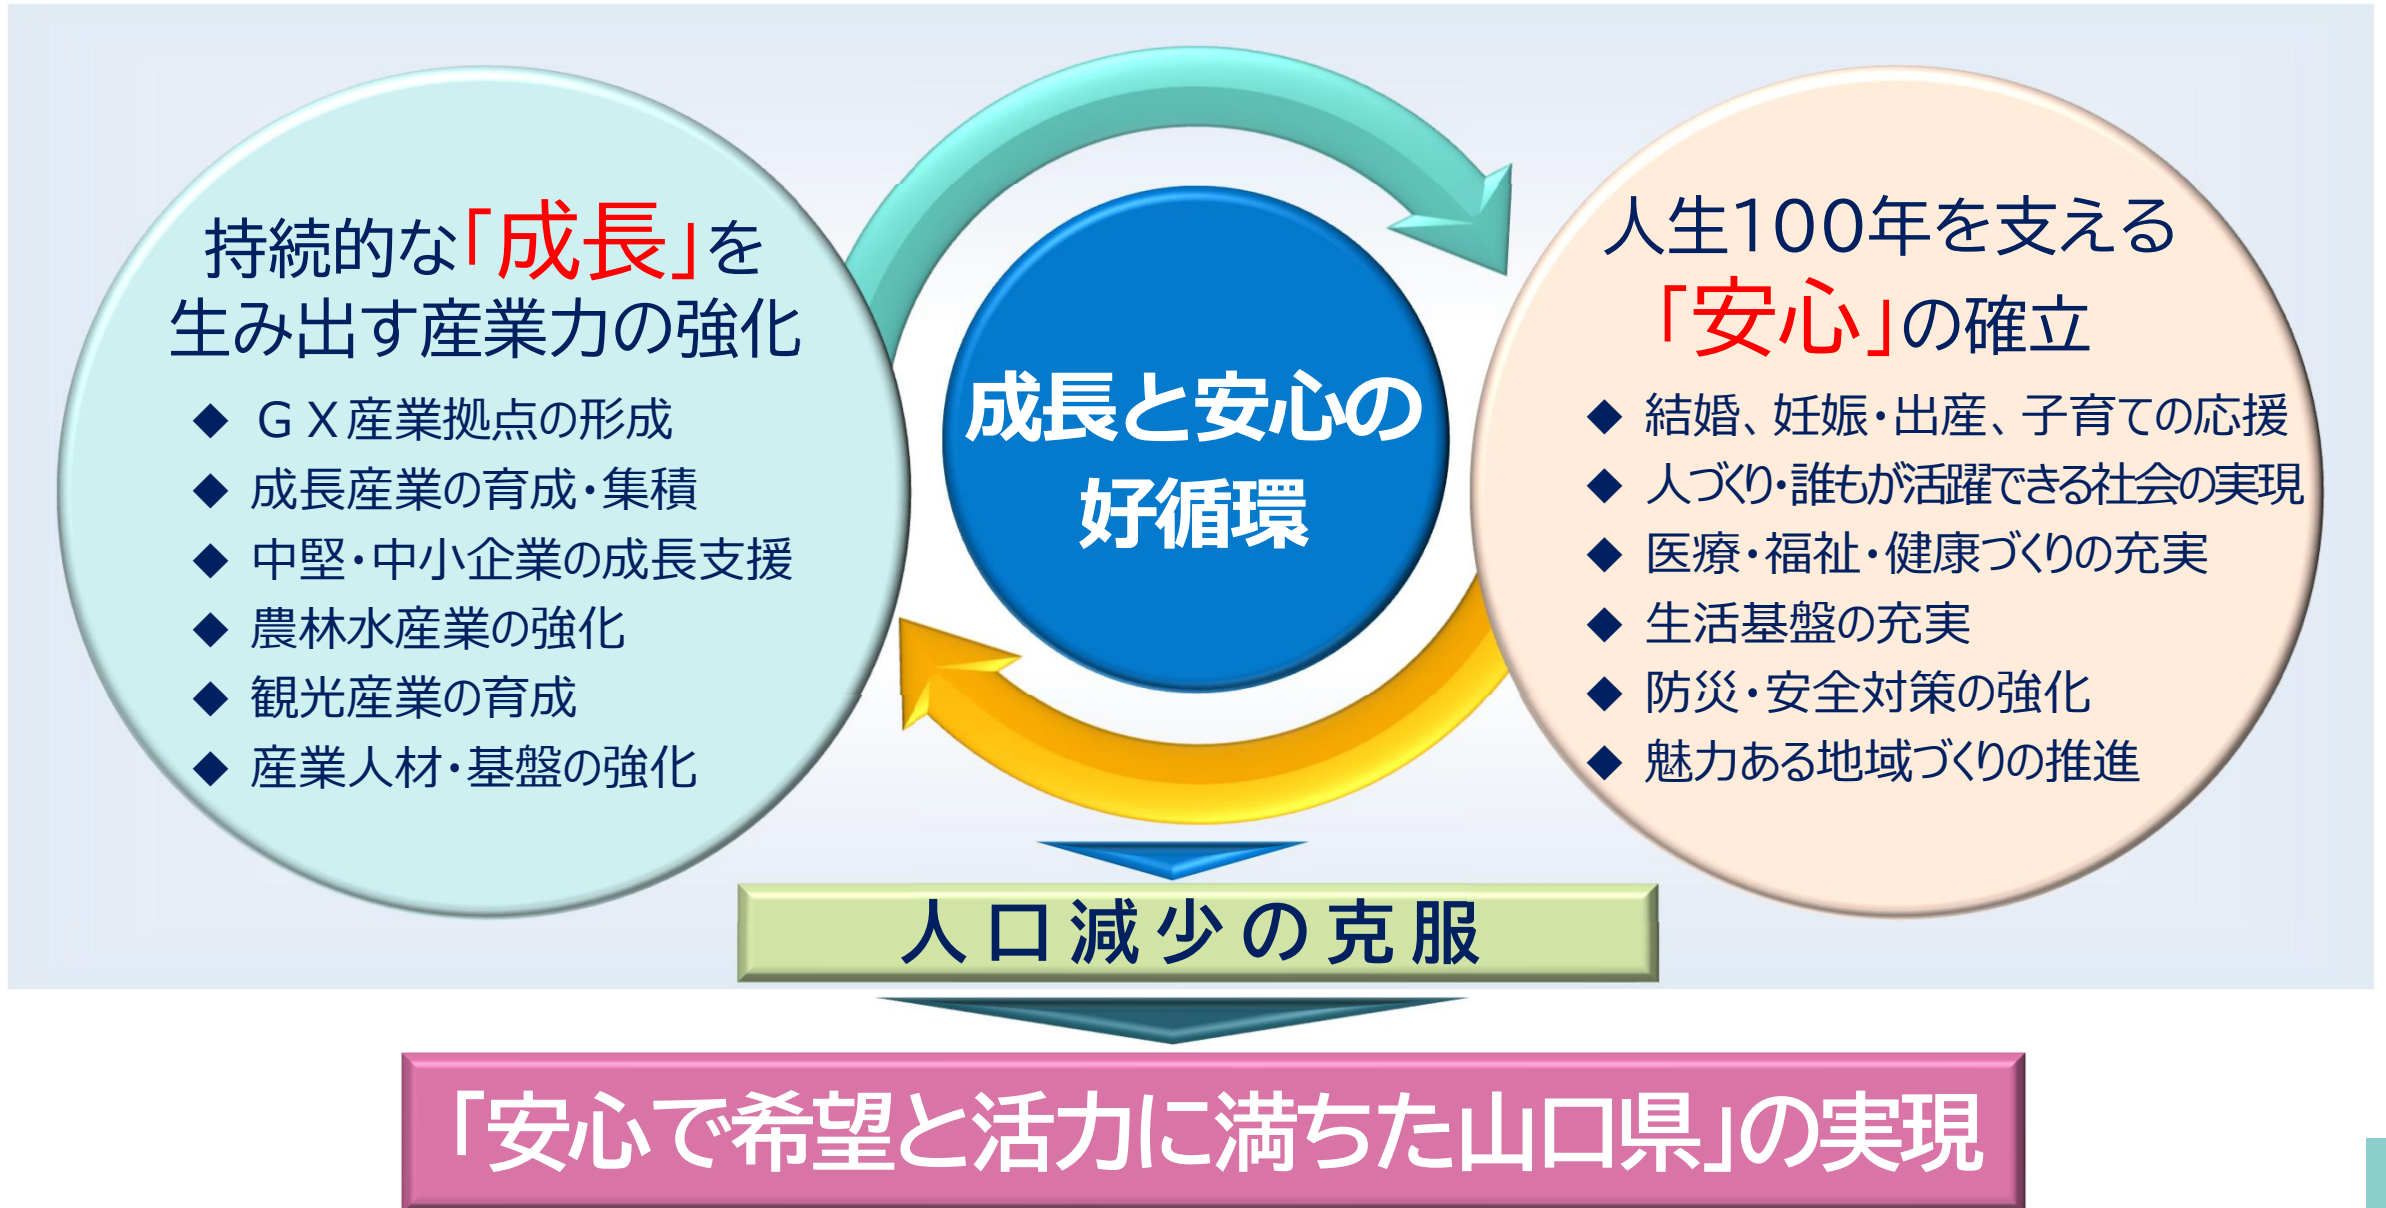 持続的な「成長」を
生み出す産業力の強化
◆ ＧＸ産業拠点の形成
◆ 成長産業の育成・集積
◆ 中堅・中小企業の成長支援
◆ 農林水産業の強化
◆ 観光産業の育成
◆ 産業人材・基盤の強化
成長と安心の
好循環
人生100年を支える
「安心」の確立
◆ 結婚、妊娠・出産、子育ての応援
◆ 人づくり・誰もが活躍できる社会の実現
◆ 医療・福祉・健康づくりの充実
◆ 生活基盤の充実
◆ 防災・安全対策の強化
◆ 魅力ある地域づくりの推進
人口減少の克服
「安心で希望と活力に満ちた山口県」の実現